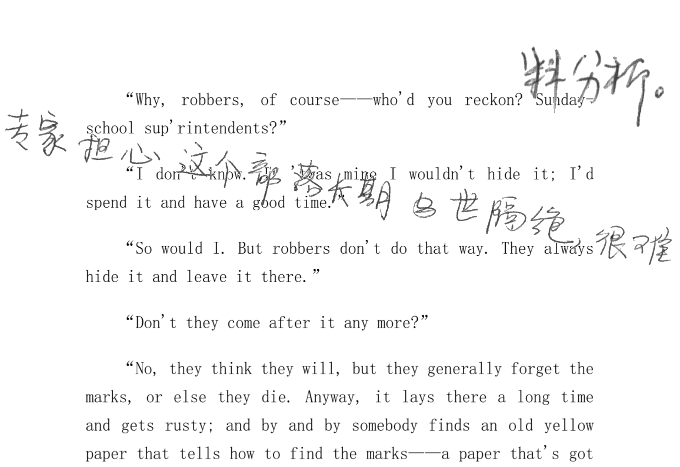 料分析。
“Why, robbers, of course——who'd you reckon? Sunday-
school sup'rintendents?”
专家担心这个部落长期与世隔绝 很难
“I don't know. If 'twas mine I wouldn't hide it; I'd
spend it and have a good time.”
“So would I. But robbers don't do that way. They always
hide it and leave it there.”
“Don't they come after it any more?”
“No, they think they will, but they generally forget the
marks, or else they die. Anyway, it lays there a long time
and gets rusty; and by and by somebody finds an old yellow
paper that tells how to find the marks——a paper that's got